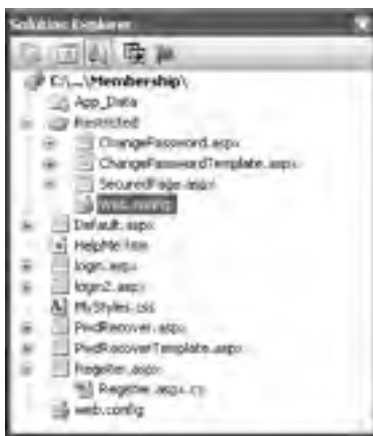 Solution Explorer
C:\...\Membership\
App_Data
Restricted
ChangePassword.aspx
ChangePasswordTemplate.aspx
SecuredPage.aspx
web.config
Default.aspx
HelpMe.htm
login.aspx
login2.aspx
MyStyles.css
PwdRecover.aspx
PwdRecoverTemplate.aspx
Register.aspx
Register.aspx.cs
web.config